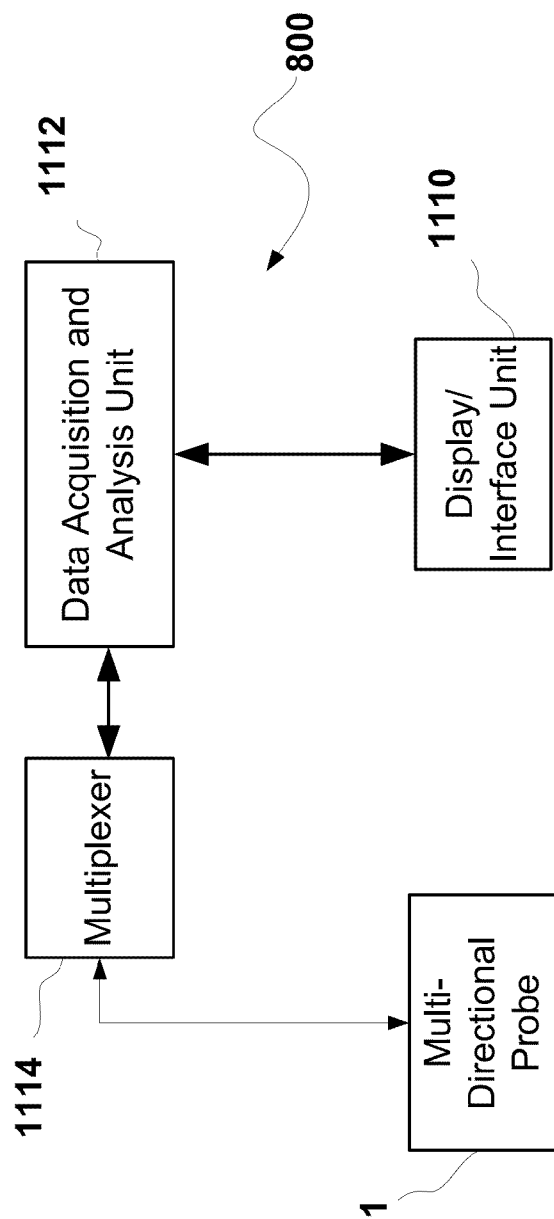 1114
1112
Multiplexer
Data Acquisition and
Analysis Unit
800
1
1110
Multi-
Directional
Probe
Display/
Interface Unit